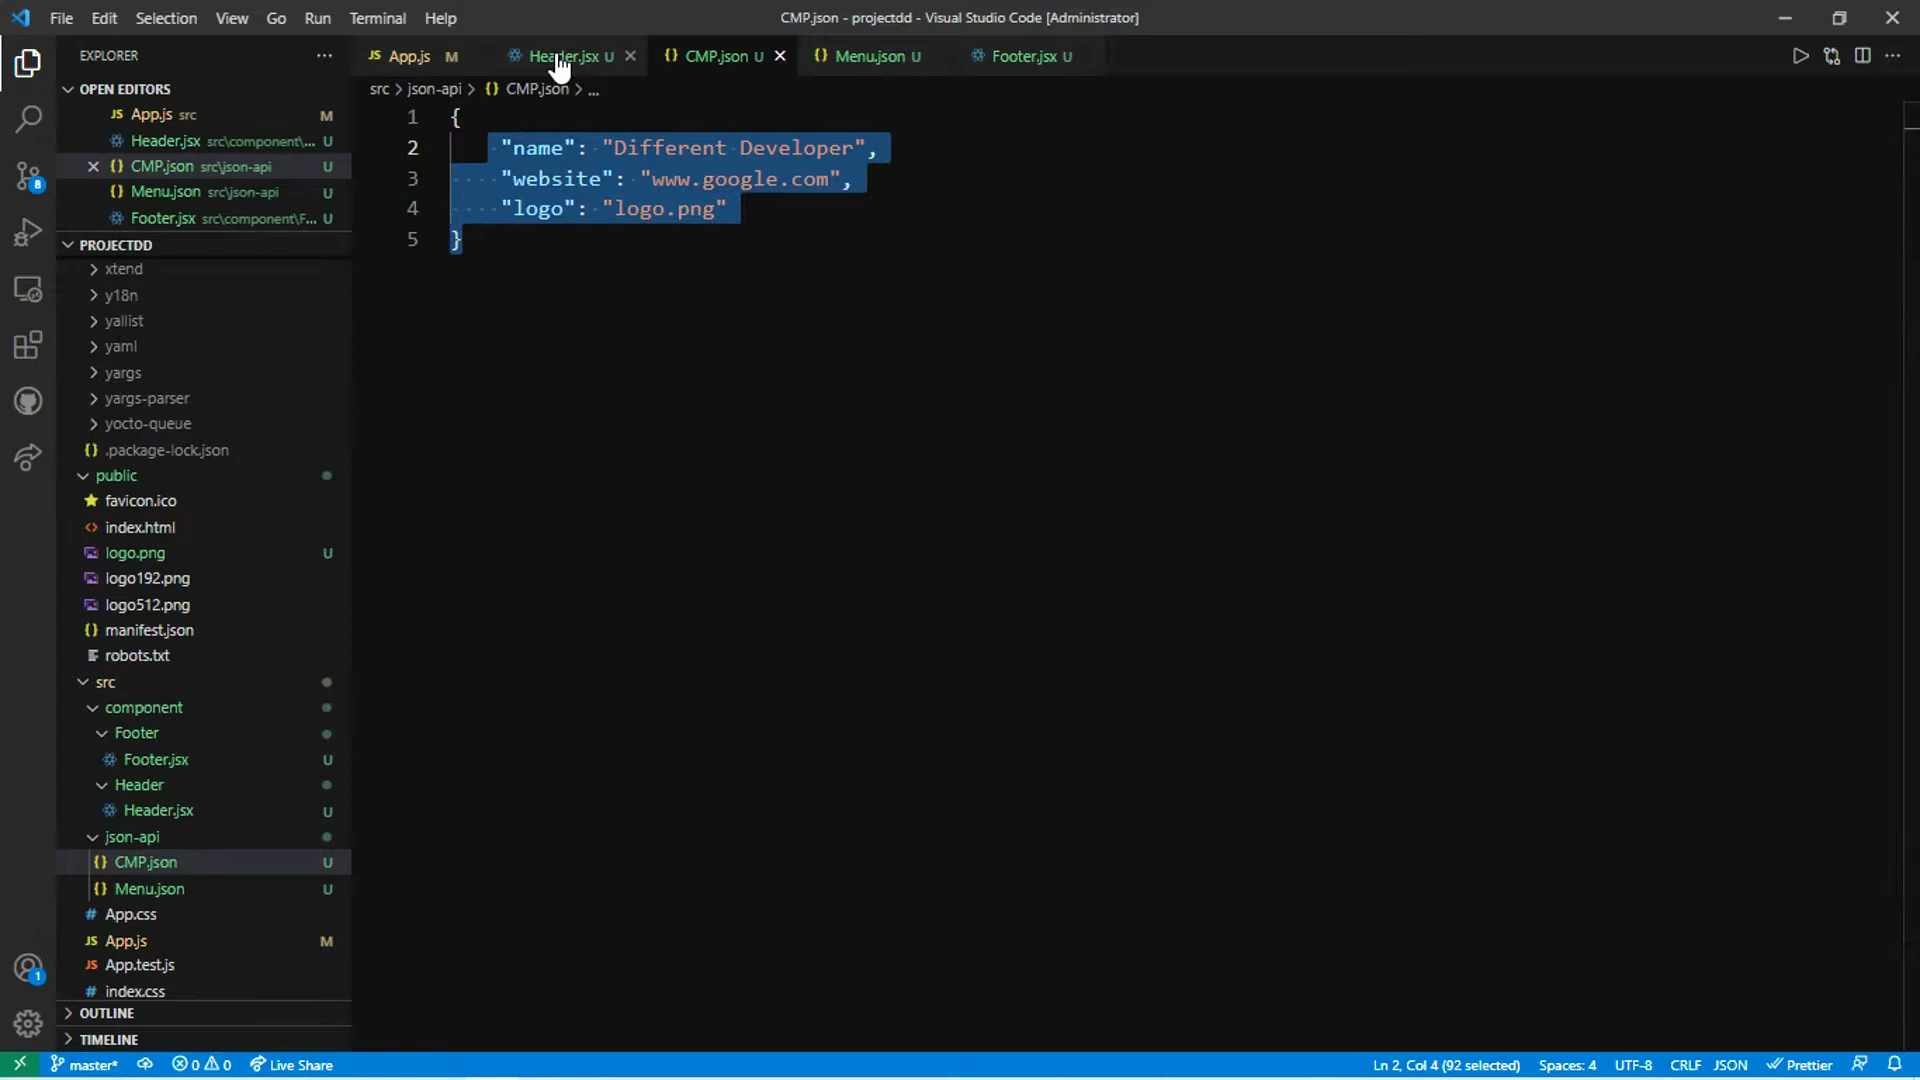 File Edit Selection View Go Run Terminal Help CMP.json - projectdd - Visual Studio Code [Administrator]
EXPLORER
JS App.js M
Header.jsx U
{} CMP.json U
{} Menu.json U
Footer.jsx U
OPEN EDITORS
JS App.js src M
Header.jsx src\component\... U
{} CMP.json src\json-api U
{} Menu.json src\json-api U
Footer.jsx src\component\F... U
PROJECTDD
xtend
y18n
yallist
yaml
yargs
yargs-parser
yocto-queue
{} .package-lock.json
public
favicon.ico
<> index.html
logo.png U
logo192.png
logo512.png
{} manifest.json
robots.txt
src
component
Footer
Footer.jsx U
Header
Header.jsx U
json-api
{} CMP.json U
{} Menu.json U
# App.css
JS App.js M
JS App.test.js
# index.css
OUTLINE
TIMELINE
src > json-api > {} CMP.json > ...
1 {
2 "name": "Different Developer",
3 "website": "www.google.com",
4 "logo": "logo.png"
5 }
8
1
master* 0 0 Live Share Ln 2, Col 4 (92 selected) Spaces: 4 UTF-8 CRLF JSON Prettier